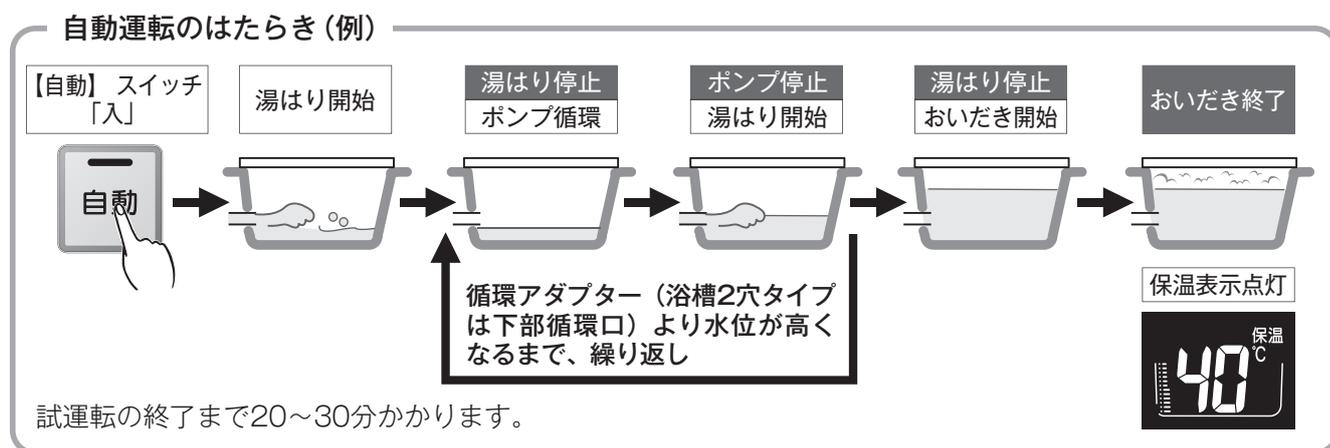 自動運転のはたらき（例）
【自動】 スイッチ
「入」
湯はり開始
湯はり停止
ポンプ循環
ポンプ停止
湯はり開始
湯はり停止
おいだき開始
おいだき終了
自動
循環アダプター（浴槽2穴タイプ
は下部循環口）より水位が高く
なるまで、繰り返し
保温表示点灯
保温
40℃
試運転の終了まで20～30分かかります。